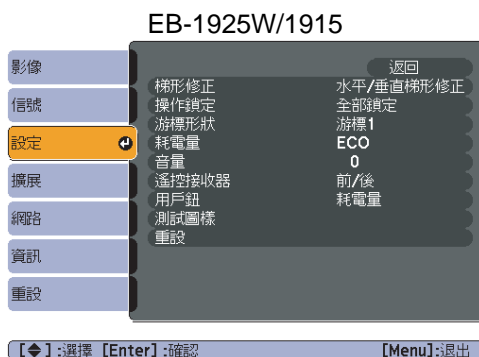 EB-1925W/1915
影像
信號
設定
擴展
網路
資訊
重設
返回
梯形修正 水平/垂直梯形修正
操作鎖定 全部鎖定
游標形狀 游標1
耗電量 ECO
音量 0
遙控接收器 前/後
用戶鈕 耗電量
測試圖樣
重設
[◆]:選擇 [Enter]:確認 [Menu]:退出